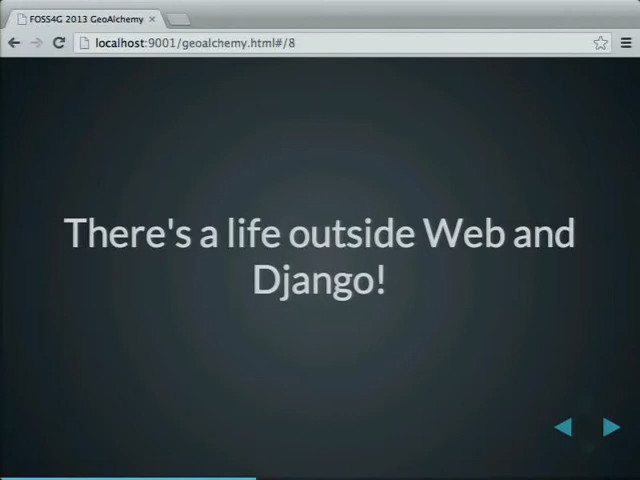 FOSS4G 2013 GeoAlchemy
localhost:9001/geoalchemy.html#/8
There's a life outside Web and
Django!